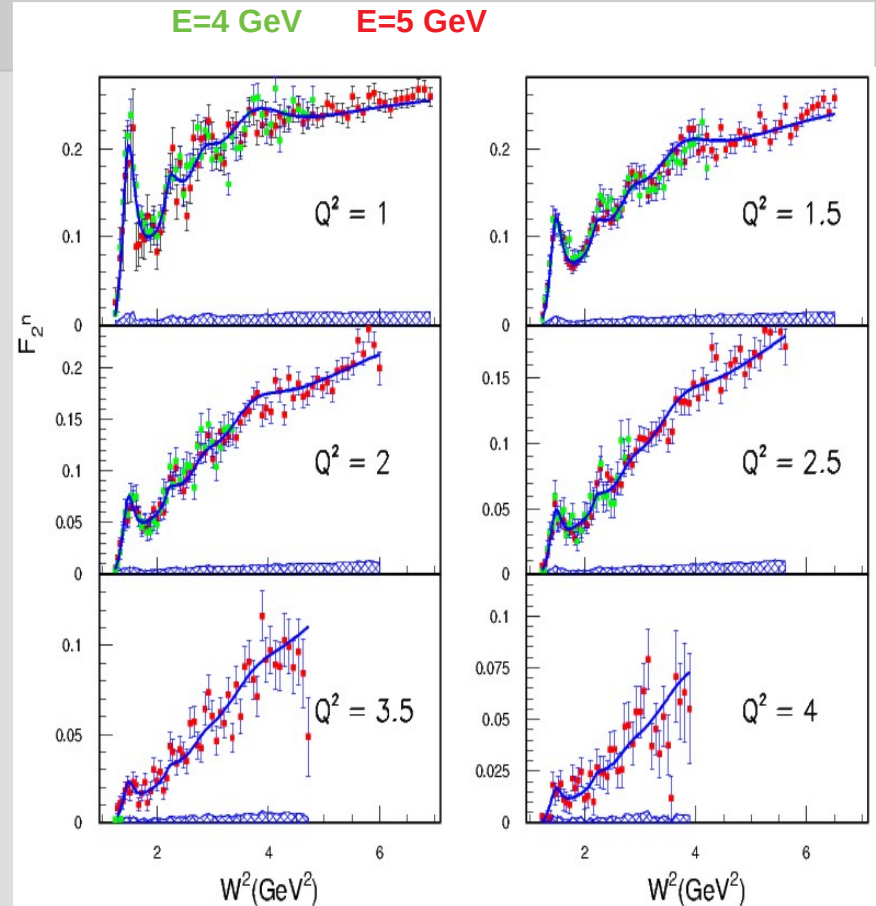 E=4 GeV E=5 GeV
F₂ⁿ
0.2
0.1
0
Q² = 1
0.2
0.1
0
Q² = 1.5
0.2
0.15
0.1
0.05
0
Q² = 2
0.15
0.1
0.05
0
Q² = 2.5
0.1
0.05
0
Q² = 3.5
0.1
0.075
0.05
0.025
0
Q² = 4
2 4 6
2 4 6
W²(GeV²)
W²(GeV²)